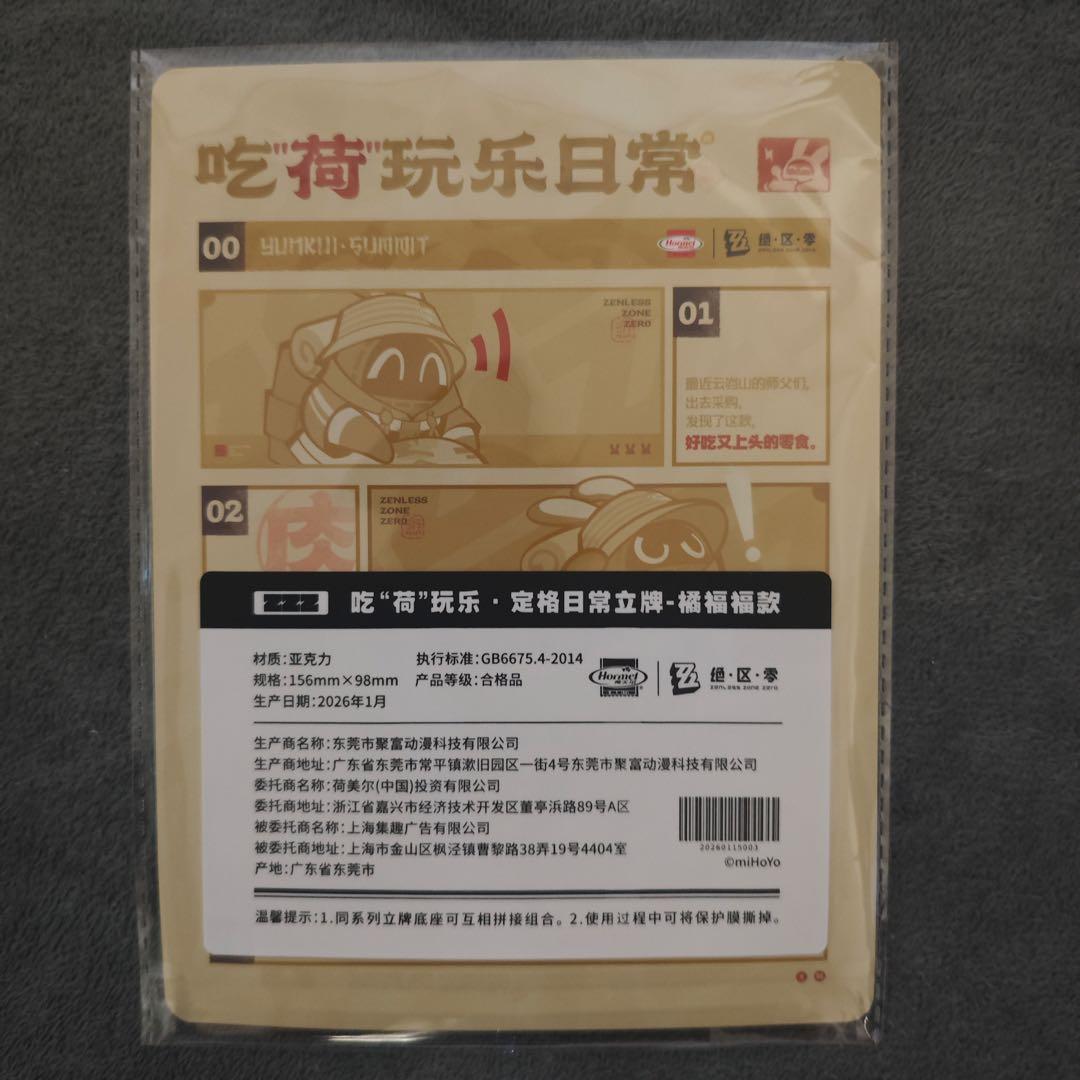 吃"荷"玩乐日常
00 YUMKIII·SUMMIT Hormel 绝·区·零
ZENLESS
ZONE
ZERO
01
最近云岿山的师父们，
出去采购，
发现了这款，
好吃又上头的零食。
02
肉
ZENLESS
ZONE
ZERO
吃“荷”玩乐·定格日常立牌-橘福福款
材质:亚克力 执行标准:GB6675.4-2014
规格:156mm×98mm 产品等级:合格品
生产日期:2026年1月
Hormel 绝·区·零
ZENLESS ZONE ZERO
生产商名称:东莞市聚富动漫科技有限公司
生产商地址:广东省东莞市常平镇漱旧园区一街4号东莞市聚富动漫科技有限公司
委托商名称:荷美尔(中国)投资有限公司
委托商地址:浙江省嘉兴市经济技术开发区董亭浜路89号A区
被委托商名称:上海集趣广告有限公司
被委托商地址:上海市金山区枫泾镇曹黎路38弄19号4404室
产地:广东省东莞市
20260115003
©miHoYo
温馨提示:1.同系列立牌底座可互相拼接组合。2.使用过程中可将保护膜撕掉。